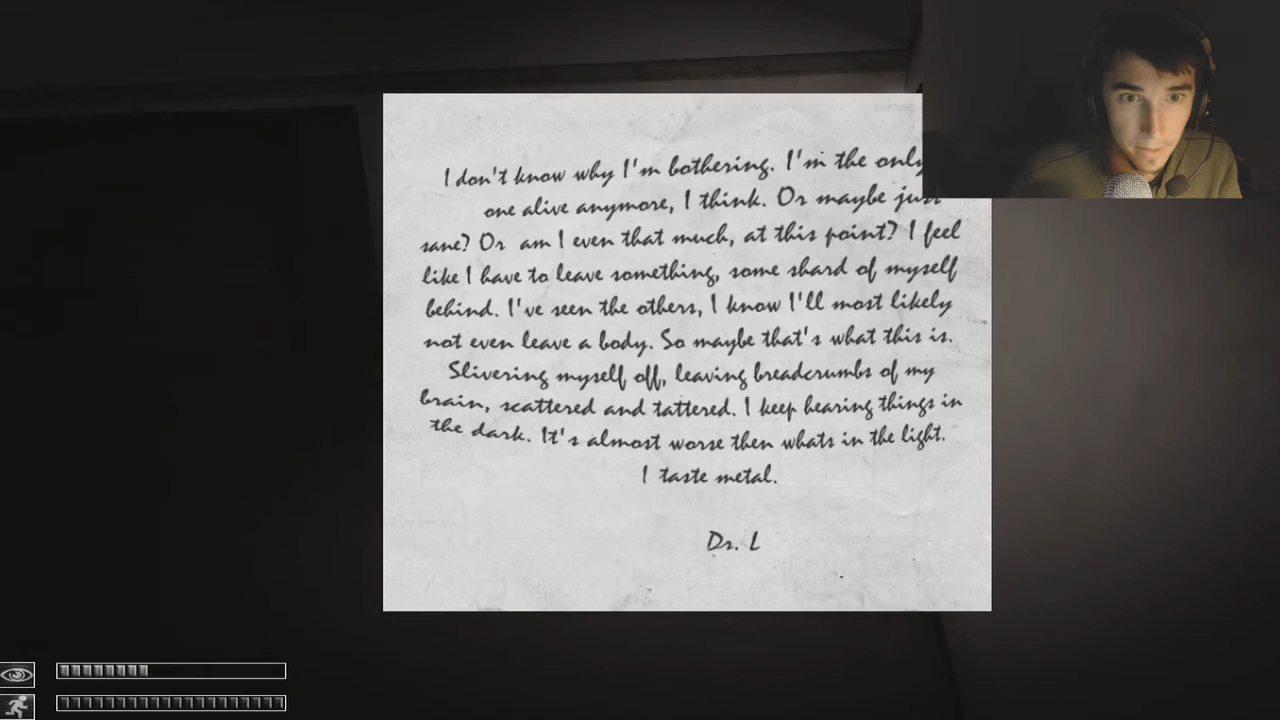 I don't know why I'm bothering. I'm the only
one alive anymore, I think. Or maybe just
sane? Or am I even that much, at this point? I feel
like I have to leave something, some shard of myself
behind. I've seen the others, I know I'll most likely
not even leave a body. So maybe that's what this is.
Slivering myself off, leaving breadcrumbs of my
brain, scattered and tattered. I keep hearing things in
the dark. It's almost worse then whats in the light.
I taste metal.
Dr. L